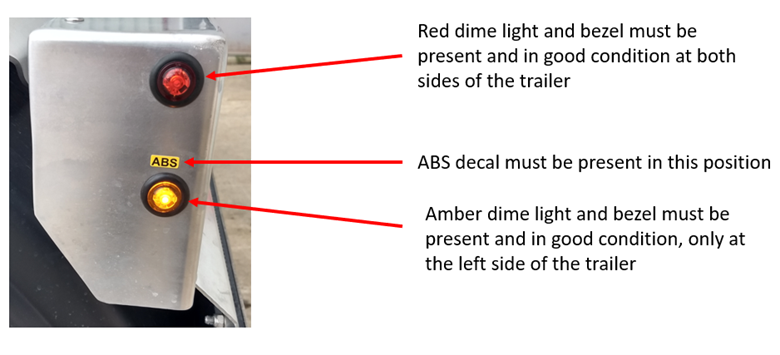 Red dime light and bezel must be
present and in good condition at both
sides of the trailer
ABS
ABS decal must be present in this position
Amber dime light and bezel must be
present and in good condition, only at
the left side of the trailer